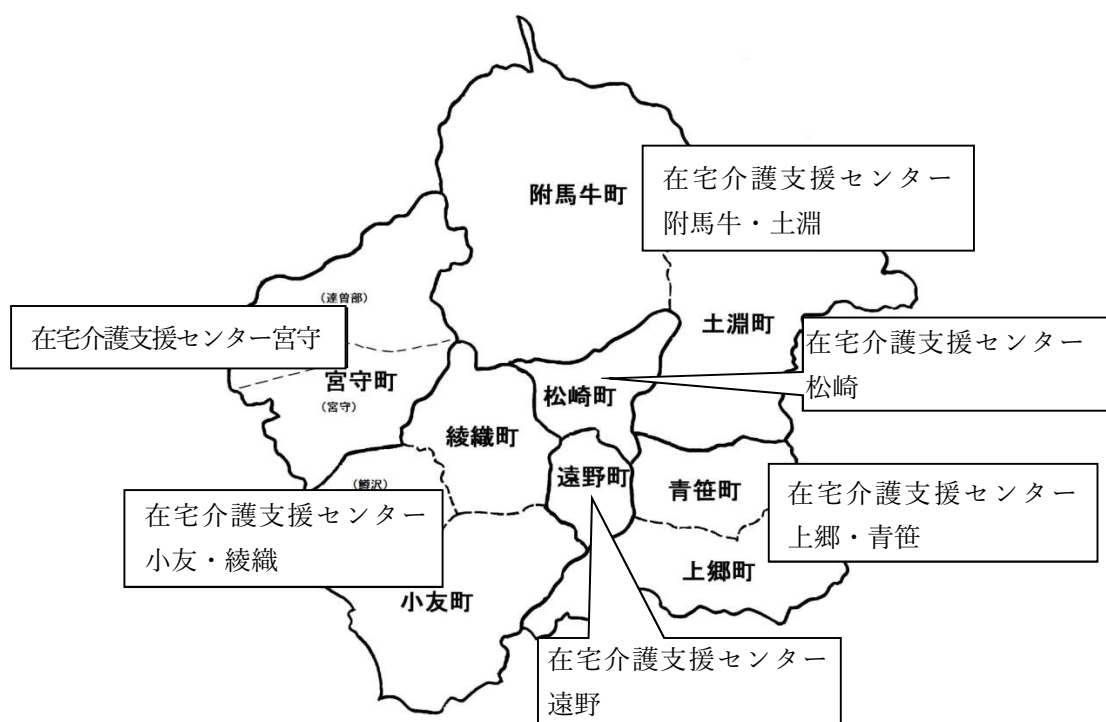 附馬牛町
在宅介護支援センター
附馬牛・土淵
(達曽部)
在宅介護支援センター宮守
土淵町
在宅介護支援センター
松崎
宮守町
(宮守)
松崎町
綾織町
遠野町
青笹町
(鱒沢)
在宅介護支援センター
小友・綾織
在宅介護支援センター
上郷・青笹
上郷町
小友町
在宅介護支援センター
遠野